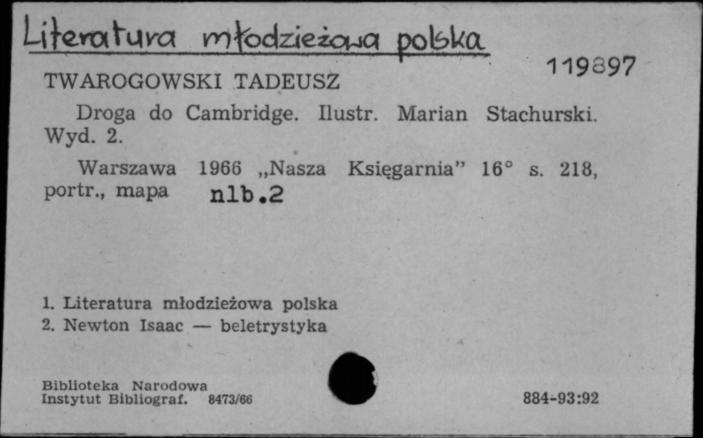 Literatura młodzieżowa polska
119897
TWAROGOWSKI TADEUSZ
Droga do Cambridge. Ilustr. Marian Stachurski.
Wyd. 2.
Warszawa 1966 „Nasza Księgarnia” 16° s. 218,
portr., mapa nlb.2
1. Literatura młodzieżowa polska
2. Newton Isaac — beletrystyka
Biblioteka Narodowa
Instytut Bibliograf. 8473/66
884-93:92